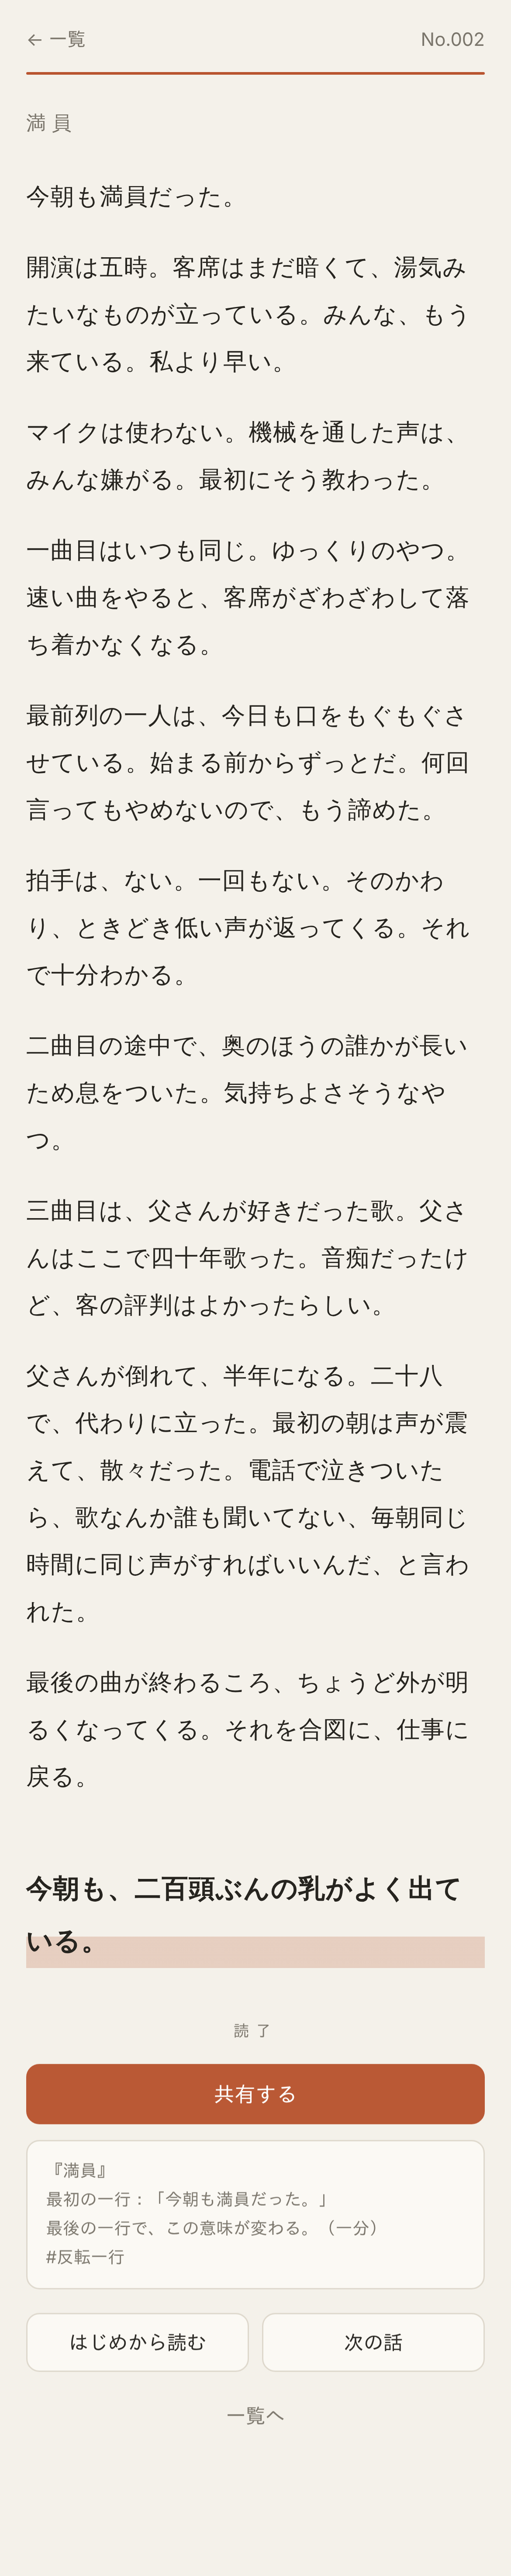 ← 一覧
No.002
満員
今朝も満員だった。
開演は五時。客席はまだ暗くて、湯気み
たいなものが立っている。みんな、もう
来ている。私より早い。
マイクは使わない。機械を通した声は、
みんな嫌がる。最初にそう教わった。
一曲目はいつも同じ。ゆっくりのやつ。
速い曲をやると、客席がざわざわして落
ち着かなくなる。
最前列の一人は、今日も口をもぐもぐさ
せている。始まる前からずっとだ。何回
言ってもやめないので、もう諦めた。
拍手は、ない。一回もない。そのかわ
り、ときどき低い声が返ってくる。それ
で十分わかる。
二曲目の途中で、奥のほうの誰かが長い
ため息をついた。気持ちよさそうなや
つ。
三曲目は、父さんが好きだった歌。父さ
んはここで四十年歌った。音痴だったけ
ど、客の評判はよかったらしい。
父さんが倒れて、半年になる。二十八
で、代わりに立った。最初の朝は声が震
えて、散々だった。電話で泣きついた
ら、歌なんか誰も聞いてない、毎朝同じ
時間に同じ声がすればいいんだ、と言わ
れた。
最後の曲が終わるころ、ちょうど外が明
るくなってくる。それを合図に、仕事に
戻る。
今朝も、二百頭ぶんの乳がよく出て
いる。
読了
共有する
『満員』
最初の一行：「今朝も満員だった。」
最後の一行で、この意味が変わる。（一分）
#反転一行
はじめから読む
次の話
一覧へ